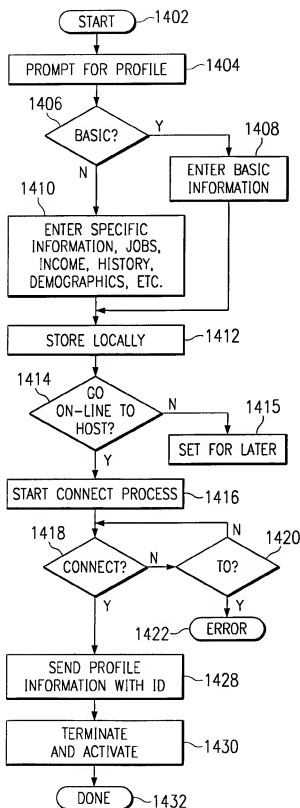 START
1402
PROMPT FOR PROFILE
1404
1406
BASIC?
Y
N
1408
ENTER BASIC
INFORMATION
1410
ENTER SPECIFIC
INFORMATION, JOBS,
INCOME, HISTORY,
DEMOGRAPHICS, ETC.
STORE LOCALLY
1412
1414
GO
ON-LINE TO
HOST?
N
Y
1415
SET FOR LATER
START CONNECT PROCESS
1416
1418
CONNECT?
N
Y
TO?
N
1420
Y
1422
ERROR
SEND PROFILE
INFORMATION WITH ID
1428
TERMINATE
AND ACTIVATE
1430
DONE
1432